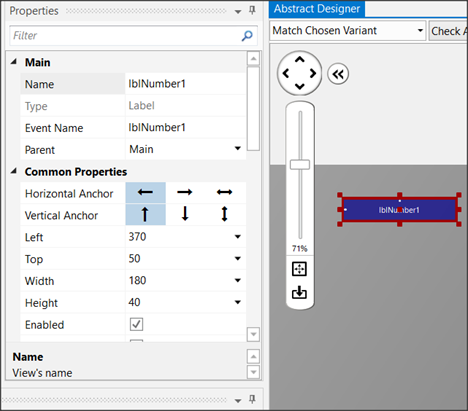 Properties
Filter
Main
Name lblNumber1
Type Label
Event Name lblNumber1
Parent Main
Common Properties
Horizontal Anchor
Vertical Anchor
Left 370
Top 50
Width 180
Height 40
Enabled
Name
View's name
Abstract Designer
Match Chosen Variant Check A
71%
lblNumber1